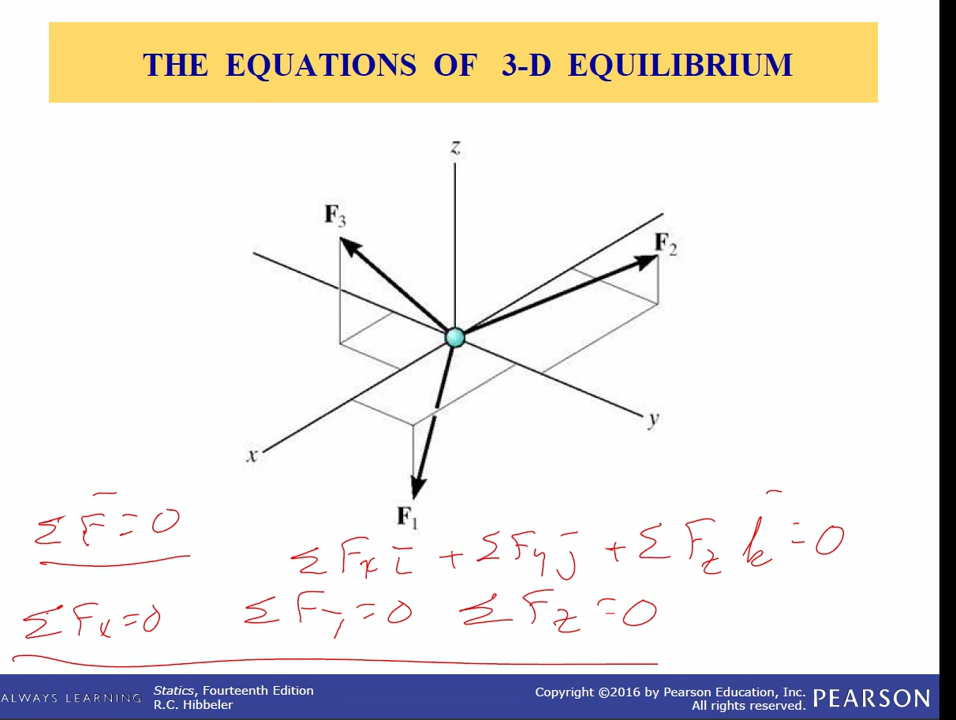 THE EQUATIONS OF 3-D EQUILIBRIUM
z
F₃
F₂
y
x
F₁
ΣF̄ = 0
ΣFₓ ī + ΣFy j̄ + ΣFz k̄ = 0
ΣFₓ = 0 ΣFy = 0 ΣFz = 0
ALWAYS LEARNING
Statics, Fourteenth Edition
R.C. Hibbeler
Copyright ©2016 by Pearson Education, Inc.
All rights reserved.
PEARSON